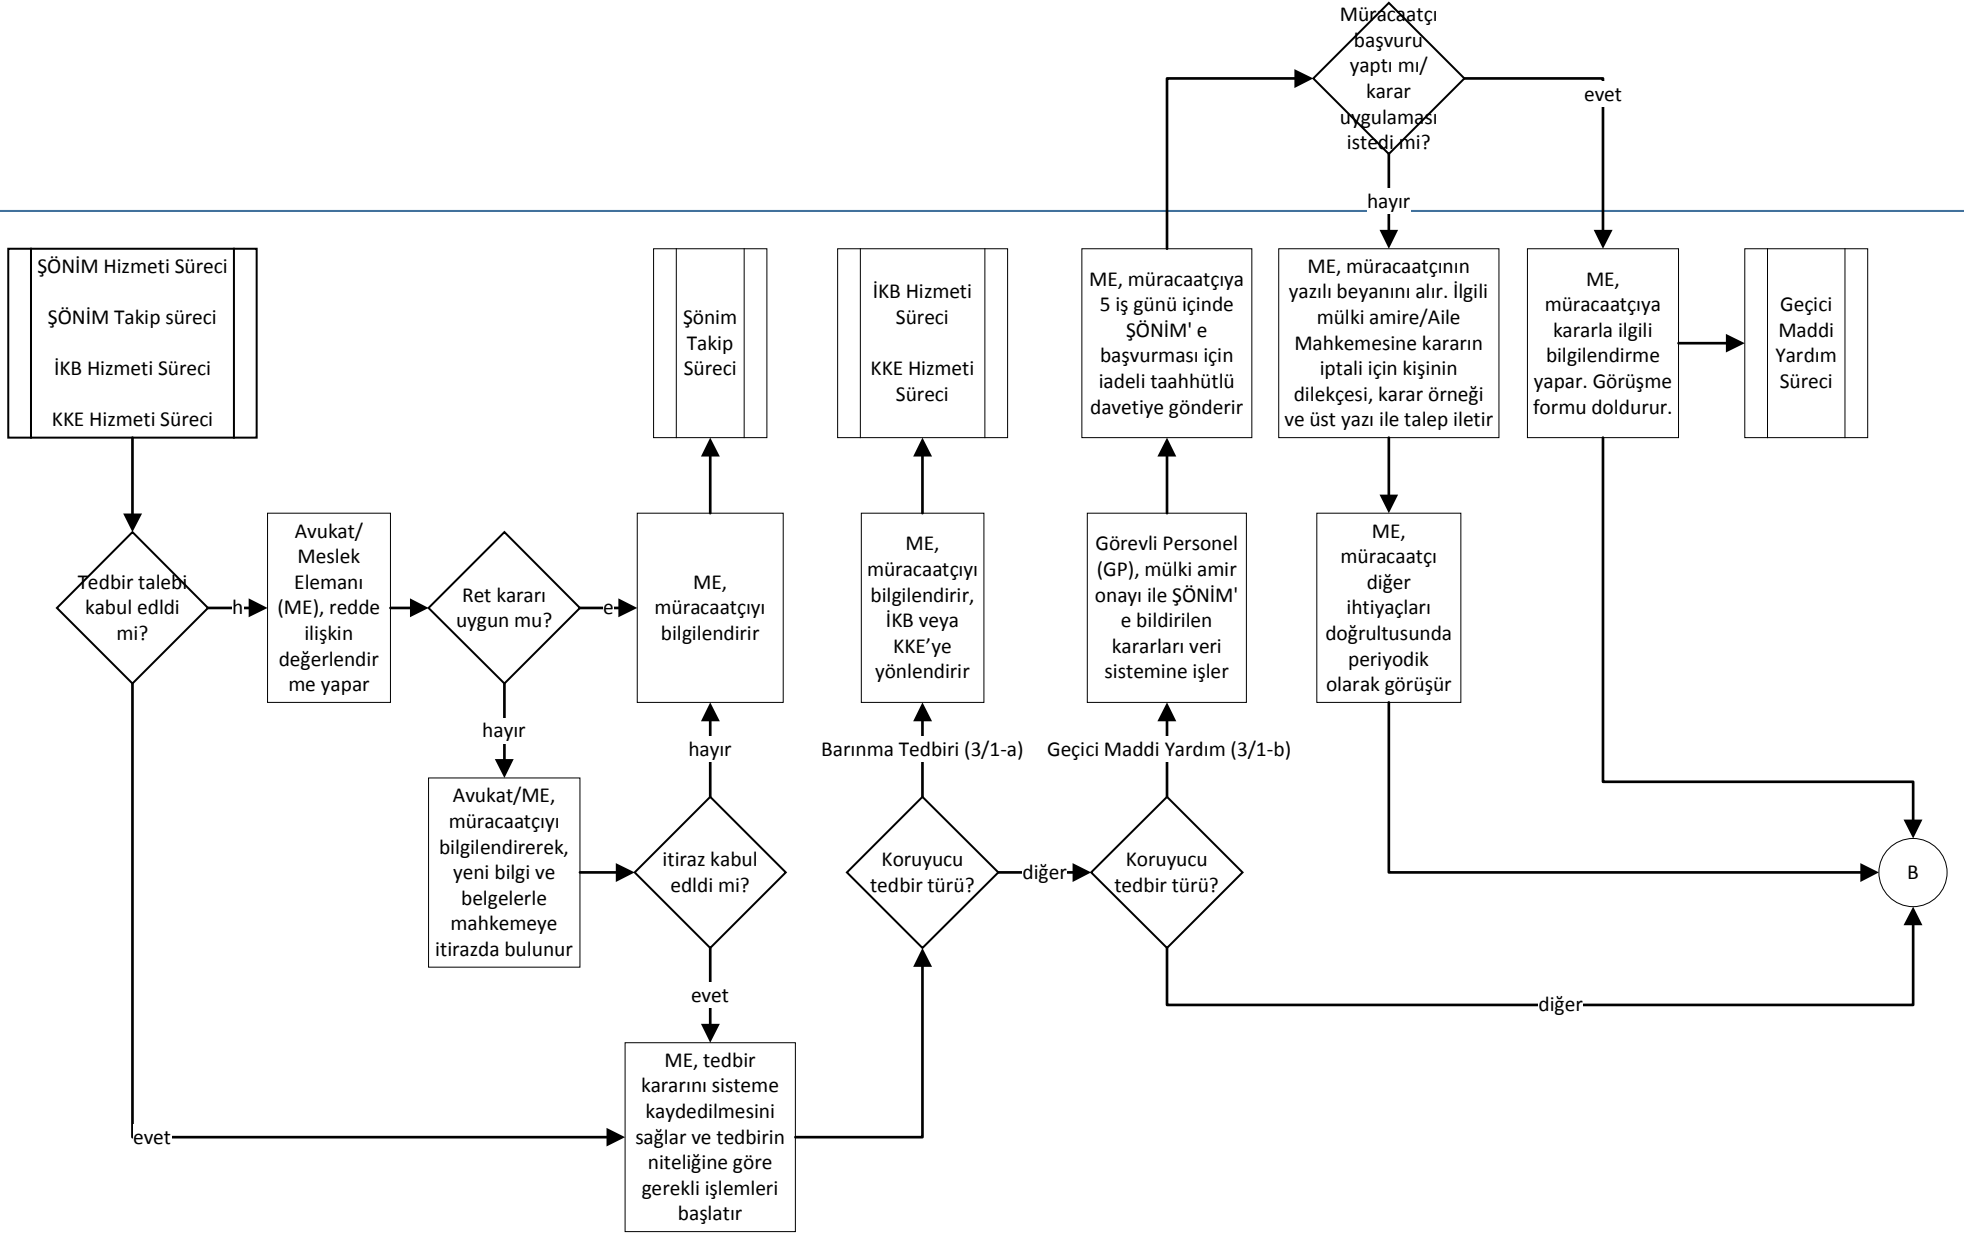 Müracaatçı
başvuru
yaptı mı/
karar
uygulaması
istedi mi?
evet
hayır
ŞÖNİM Hizmeti Süreci
ŞÖNİM Takip süreci
İKB Hizmeti Süreci
KKE Hizmeti Süreci
Şönim
Takip
Süreci
İKB Hizmeti
Süreci
KKE Hizmeti
Süreci
ME, müracaatçıya
5 iş günü içinde
ŞÖNİM' e
başvurması için
iadeli taahhütlü
davetiye gönderir
ME, müracaatçının
yazılı beyanını alır. İlgili
mülki amire/Aile
Mahkemesine kararın
iptali için kişinin
dilekçesi, karar örneği
ve üst yazı ile talep iletir
ME,
müracaatçıya
kararla ilgili
bilgilendirme
yapar. Görüşme
formu doldurur.
Geçici
Maddi
Yardım
Süreci
Tedbir talebi
kabul edldi
mi?
h
Avukat/
Meslek
Elemanı
(ME), redde
ilişkin
değerlendir
me yapar
Ret kararı
uygun mu?
e
ME,
müracaatçıyı
bilgilendirir
ME,
müracaatçıyı
bilgilendirir,
İKB veya
KKE’ye
yönlendirir
Görevli Personel
(GP), mülki amir
onayı ile ŞÖNİM'
e bildirilen
kararları veri
sistemine işler
ME,
müracaatçı
diğer
ihtiyaçları
doğrultusunda
periyodik
olarak görüşür
hayır
hayır
Barınma Tedbiri (3/1-a)
Geçici Maddi Yardım (3/1-b)
Avukat/ME,
müracaatçıyı
bilgilendirerek,
yeni bilgi ve
belgelerle
mahkemeye
itirazda bulunur
itiraz kabul
edldi mi?
Koruyucu
tedbir türü?
diğer
Koruyucu
tedbir türü?
B
evet
diğer
evet
ME, tedbir
kararını sisteme
kaydedilmesini
sağlar ve tedbirin
niteliğine göre
gerekli işlemleri
başlatır